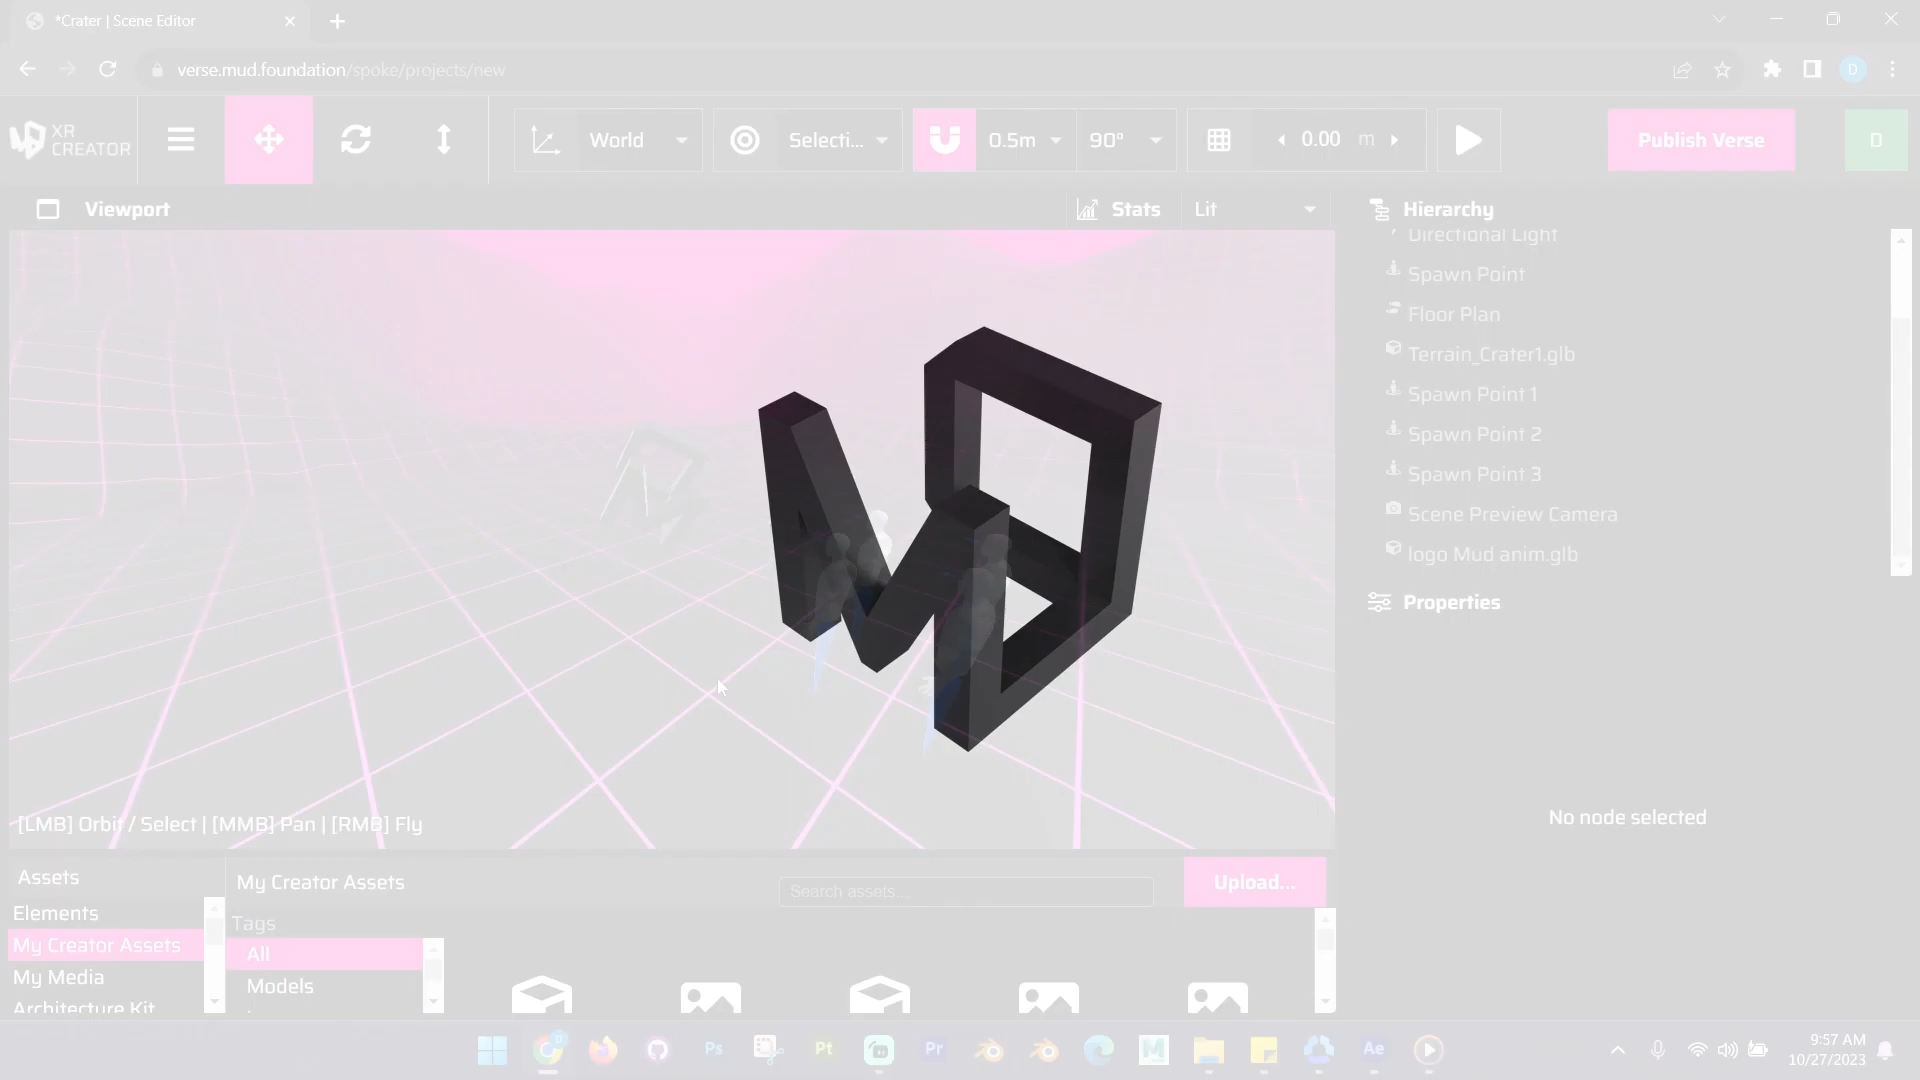 *Crater | Scene Editor
verse.mud.foundation/spoke/projects/new
D
XR
CREATOR
World
Selecti...
0.5m
90°
0.00 m
Publish Verse
D
Viewport
Stats
Lit
Hierarchy
Directional Light
Spawn Point
Floor Plan
Terrain_Crater1.glb
Spawn Point 1
Spawn Point 2
Spawn Point 3
Scene Preview Camera
logo Mud anim.glb
Properties
No node selected
[LMB] Orbit / Select | [MMB] Pan | [RMB] Fly
Assets
Elements
My Creator Assets
My Media
Architecture Kit
My Creator Assets
Search assets...
Upload...
Tags
All
Models
Ps
Pt
Pr
M
Ae
9:57 AM
10/27/2023